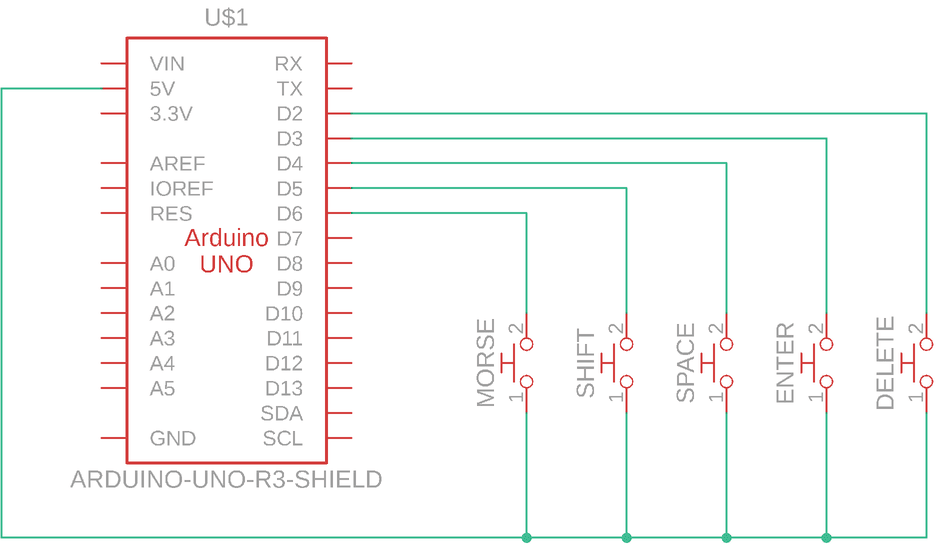 U$1
VIN RX
5V TX
3.3V D2
D3
AREF D4
IOREF D5
RES D6
Arduino D7
UNO
A0 D8
A1 D9
A2 D10
A3 D11
A4 D12
A5 D13
SDA
GND SCL
ARDUINO-UNO-R3-SHIELD
MORSE 2 1
SHIFT 2 1
SPACE 2 1
ENTER 2 1
DELETE 2 1